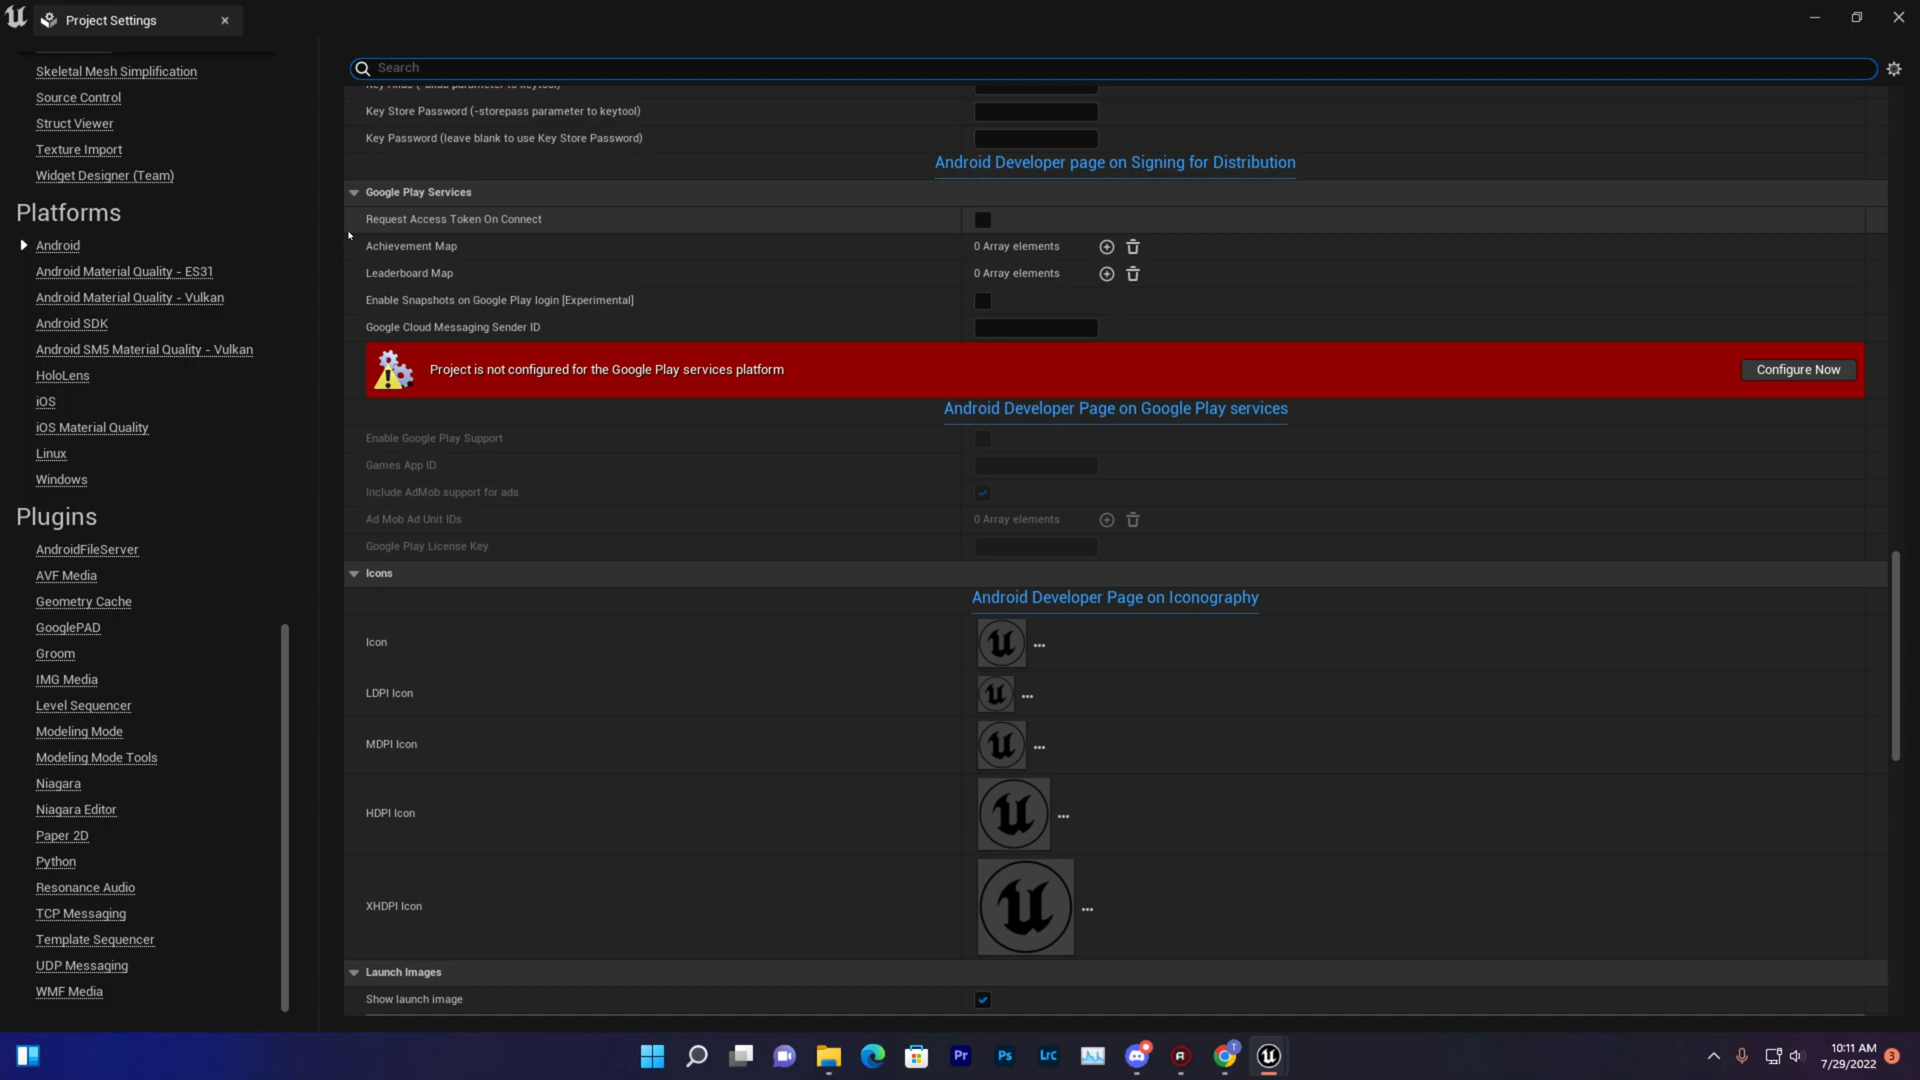 Project Settings
Search
Skeletal Mesh Simplification
Source Control
Struct Viewer
Texture Import
Widget Designer (Team)
Platforms
Android
Android Material Quality - ES31
Android Material Quality - Vulkan
Android SDK
Android SM5 Material Quality - Vulkan
HoloLens
iOS
iOS Material Quality
Linux
Windows
Plugins
AndroidFileServer
AVF Media
Geometry Cache
GooglePAD
Groom
IMG Media
Level Sequencer
Modeling Mode
Modeling Mode Tools
Niagara
Niagara Editor
Paper 2D
Python
Resonance Audio
TCP Messaging
Template Sequencer
UDP Messaging
WMF Media
Key Alias (-alias parameter to keytool)
Key Store Password (-storepass parameter to keytool)
Key Password (leave blank to use Key Store Password)
Android Developer page on Signing for Distribution
Google Play Services
Request Access Token On Connect
Achievement Map 0 Array elements
Leaderboard Map 0 Array elements
Enable Snapshots on Google Play login [Experimental]
Google Cloud Messaging Sender ID
Project is not configured for the Google Play services platform Configure Now
Android Developer Page on Google Play services
Enable Google Play Support
Games App ID
Include AdMob support for ads
Ad Mob Ad Unit IDs 0 Array elements
Google Play License Key
Icons
Android Developer Page on Iconography
Icon
LDPI Icon
MDPI Icon
HDPI Icon
XHDPI Icon
Launch Images
Show launch image
Pr
Ps
LrC
T
10:11 AM
7/29/2022
3